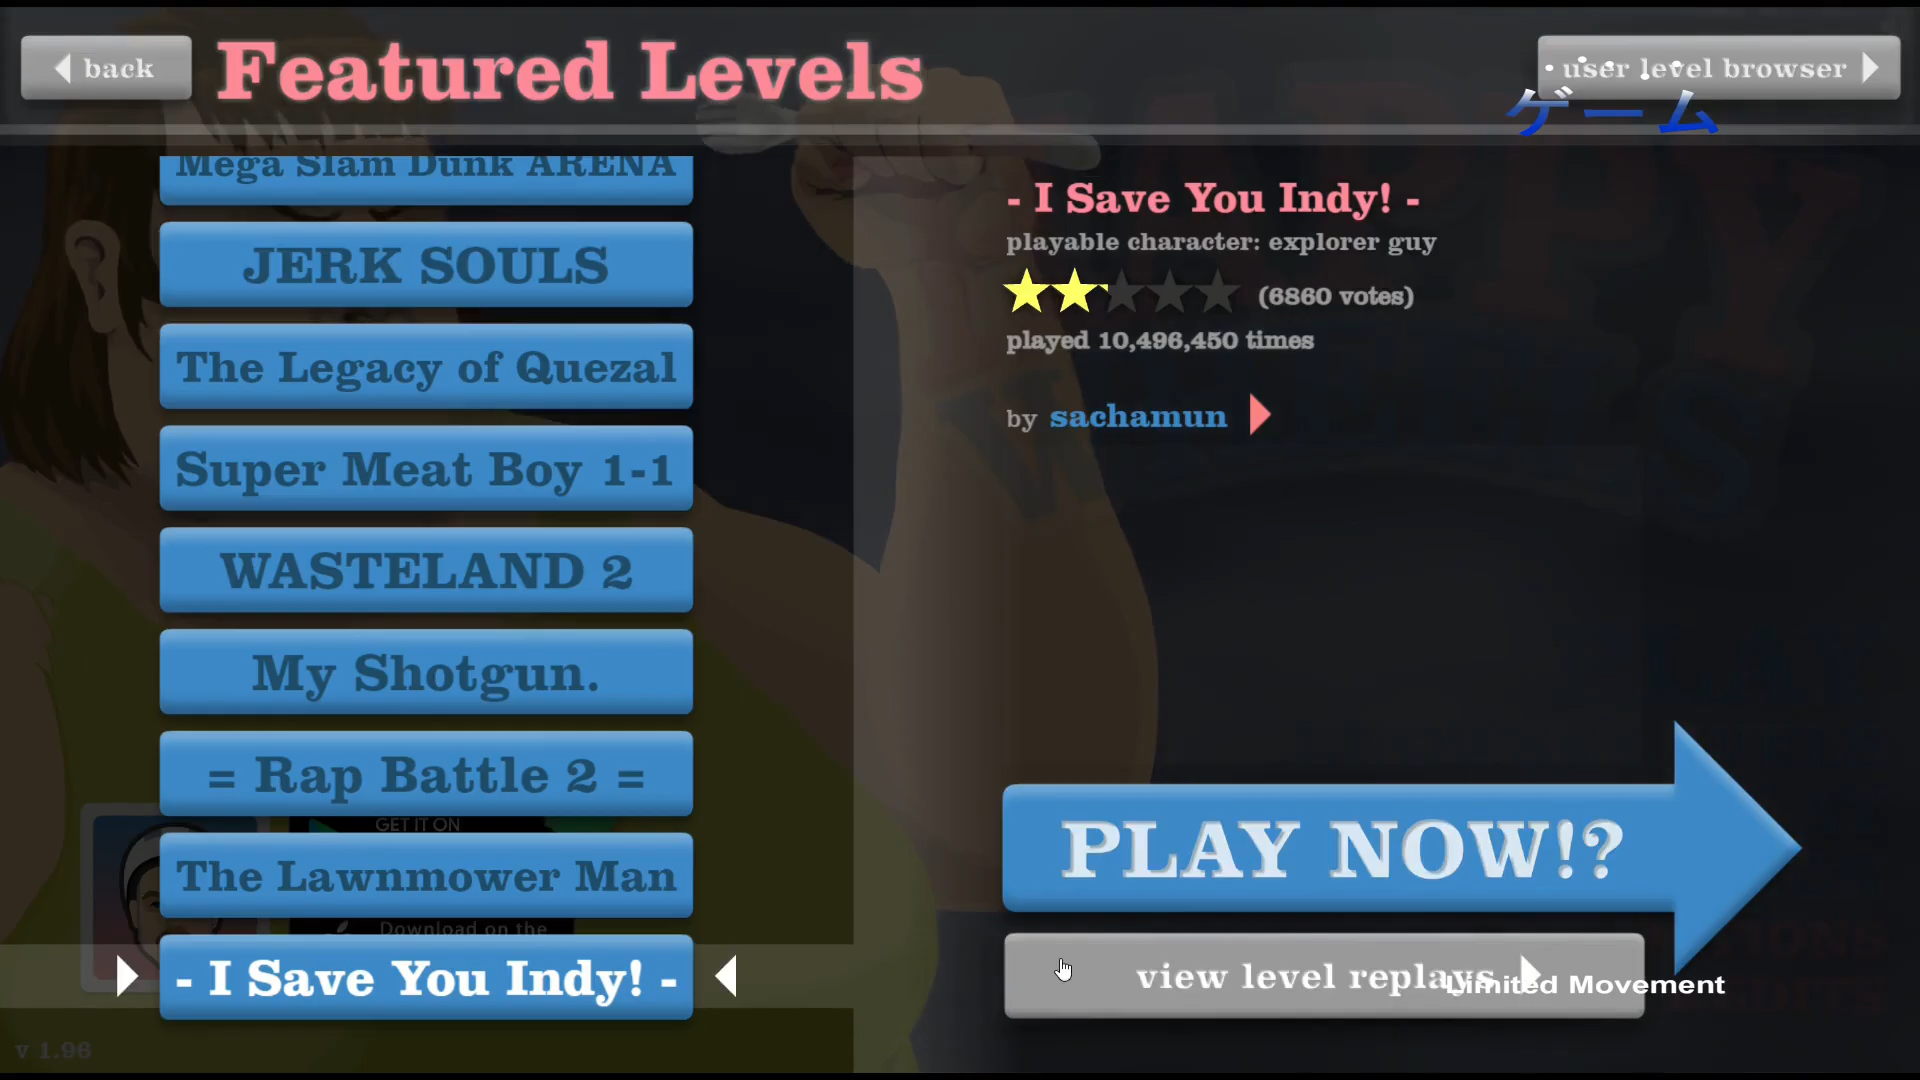 back
Featured Levels
user level browser
ゲーム
Mega Slam Dunk ARENA
JERK SOULS
The Legacy of Quezal
Super Meat Boy 1-1
WASTELAND 2
My Shotgun.
= Rap Battle 2 =
GET IT ON
The Lawnmower Man
Download on the
- I Save You Indy! -
v 1.96
- I Save You Indy! -
playable character: explorer guy
(6860 votes)
played 10,496,450 times
by sachamun
PLAY NOW!?
view level replays
Limited Movement